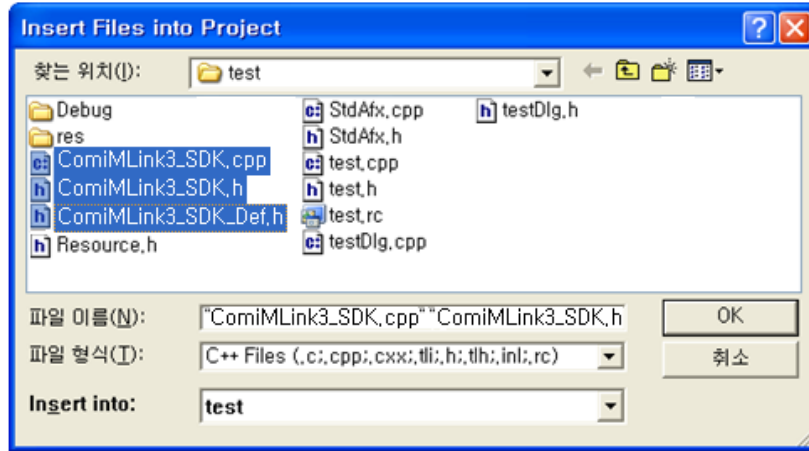 Insert Files into Project
찾는 위치(I): test
Debug
res
ComiMLink3_SDK.cpp
ComiMLink3_SDK.h
ComiMLink3_SDK_Def.h
Resource.h
StdAfx.cpp
StdAfx.h
test.cpp
test.h
test.rc
testDlg.cpp
testDlg.h
파일 이름(N): "ComiMLink3_SDK.cpp" "ComiMLink3_SDK.h OK
파일 형식(T): C++ Files (.c;.cpp;.cxx;.tli;.h;.tlh;.inl;.rc) 취소
Insert into: test